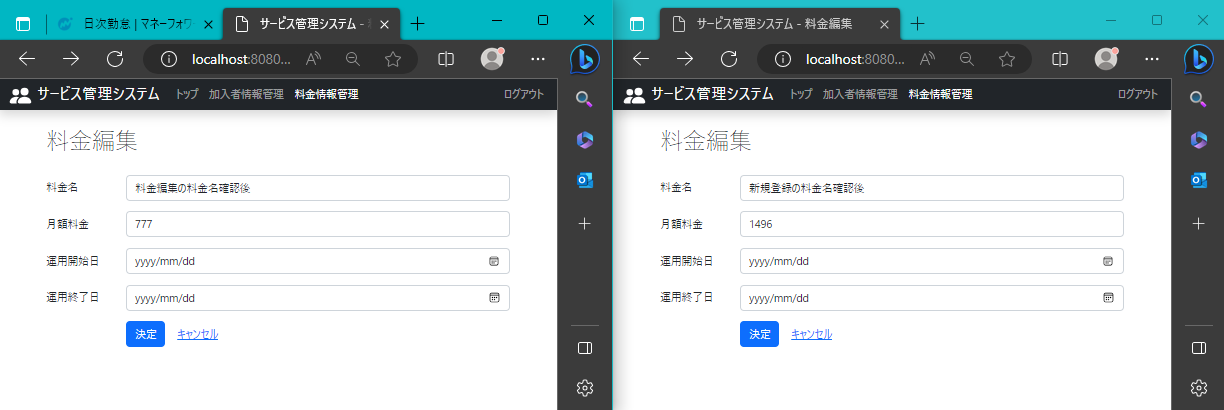 日次勤怠 | マネーフォワ
サービス管理システム - 
localhost:8080...
サービス管理システム トップ 加入者情報管理 料金情報管理 ログアウト
料金編集
料金名 料金編集の料金名確認後
月額料金 777
運用開始日 yyyy/mm/dd
運用終了日 yyyy/mm/dd
決定 キャンセル
サービス管理システム - 料金編集
localhost:8080...
サービス管理システム トップ 加入者情報管理 料金情報管理 ログアウト
料金編集
料金名 新規登録の料金名確認後
月額料金 1496
運用開始日 yyyy/mm/dd
運用終了日 yyyy/mm/dd
決定 キャンセル